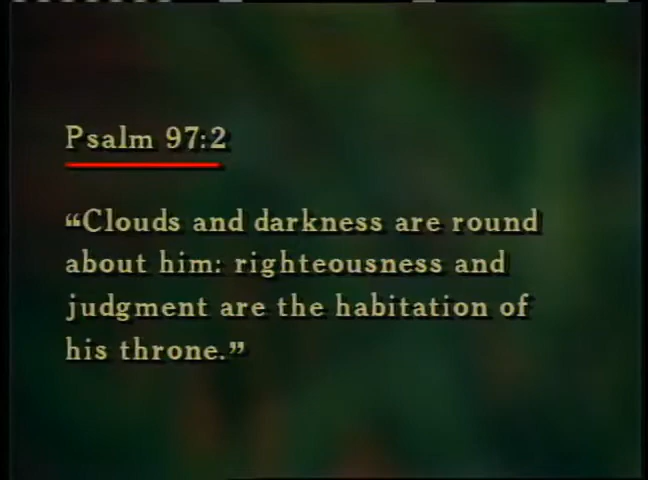 Psalm 97:2
“Clouds and darkness are round
about him: righteousness and
judgment are the habitation of
his throne.”